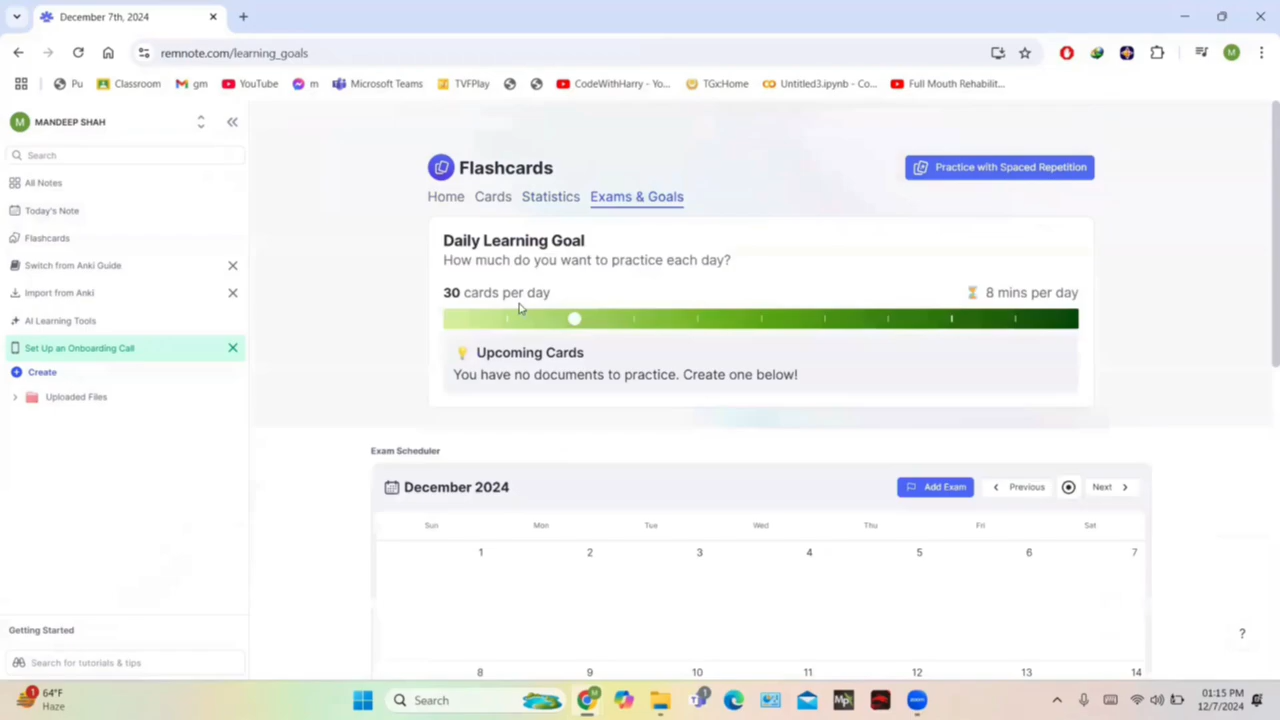 December 7th, 2024
remnote.com/learning_goals
Pu
Classroom
gm
YouTube
m
Microsoft Teams
TVFPlay
CodeWithHarry - Yo...
TGxHome
Untitled3.ipynb - Co...
Full Mouth Rehabilit...
M
M MANDEEP SHAH
Search
All Notes
Today's Note
Flashcards
Switch from Anki Guide
Import from Anki
AI Learning Tools
Set Up an Onboarding Call
Create
Uploaded Files
Getting Started
Search for tutorials & tips
Flashcards
Practice with Spaced Repetition
Home Cards Statistics Exams & Goals
Daily Learning Goal
How much do you want to practice each day?
30 cards per day
8 mins per day
Upcoming Cards
You have no documents to practice. Create one below!
Exam Scheduler
December 2024
Add Exam
Previous
Next
Sun Mon Tue Wed Thu Fri Sat
1 2 3 4 5 6 7
8 9 10 11 12 13 14
?
1
64°F
Haze
Search
01:15 PM
12/7/2024